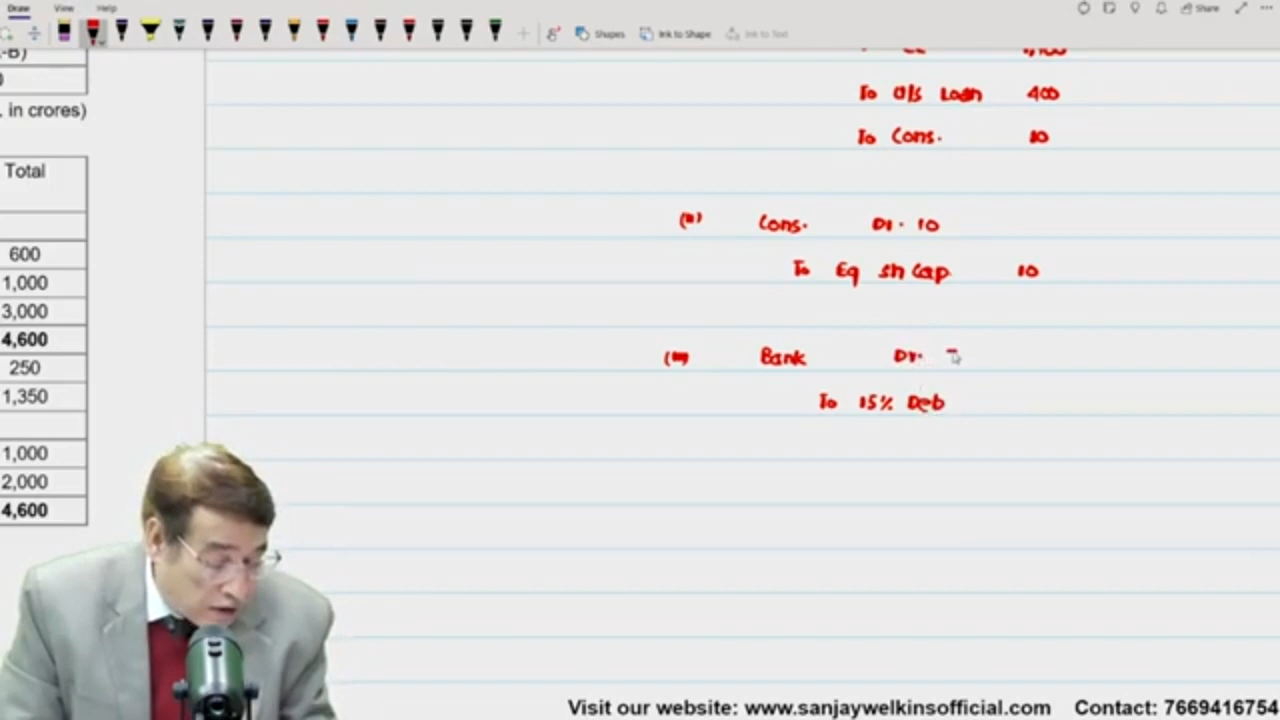 Draw View Help
Share
Shapes Ink to Shape Ink to Text
. in crores)
Total
600
1,000
3,000
4,600
250
1,350
1,000
2,000
4,600
To O/s Loan 400
To Cons. 10
Cons. Dr. 10
To Eq sh Cap 10
Bank Dr.
To 15% Deb
Visit our website: www.sanjaywelkinsofficial.com Contact: 7669416754